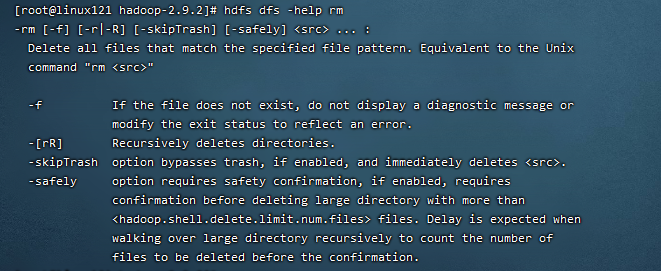 [root@linux121 hadoop-2.9.2]# hdfs dfs -help rm
-rm [-f] [-r|-R] [-skipTrash] [-safely] <src> ... :
  Delete all files that match the specified file pattern. Equivalent to the Unix
  command "rm <src>"

  -f          If the file does not exist, do not display a diagnostic message or
              modify the exit status to reflect an error.
  -[rR]       Recursively deletes directories.
  -skipTrash  option bypasses trash, if enabled, and immediately deletes <src>.
  -safely     option requires safety confirmation, if enabled, requires
              confirmation before deleting large directory with more than
              <hadoop.shell.delete.limit.num.files> files. Delay is expected when
              walking over large directory recursively to count the number of
              files to be deleted before the confirmation.